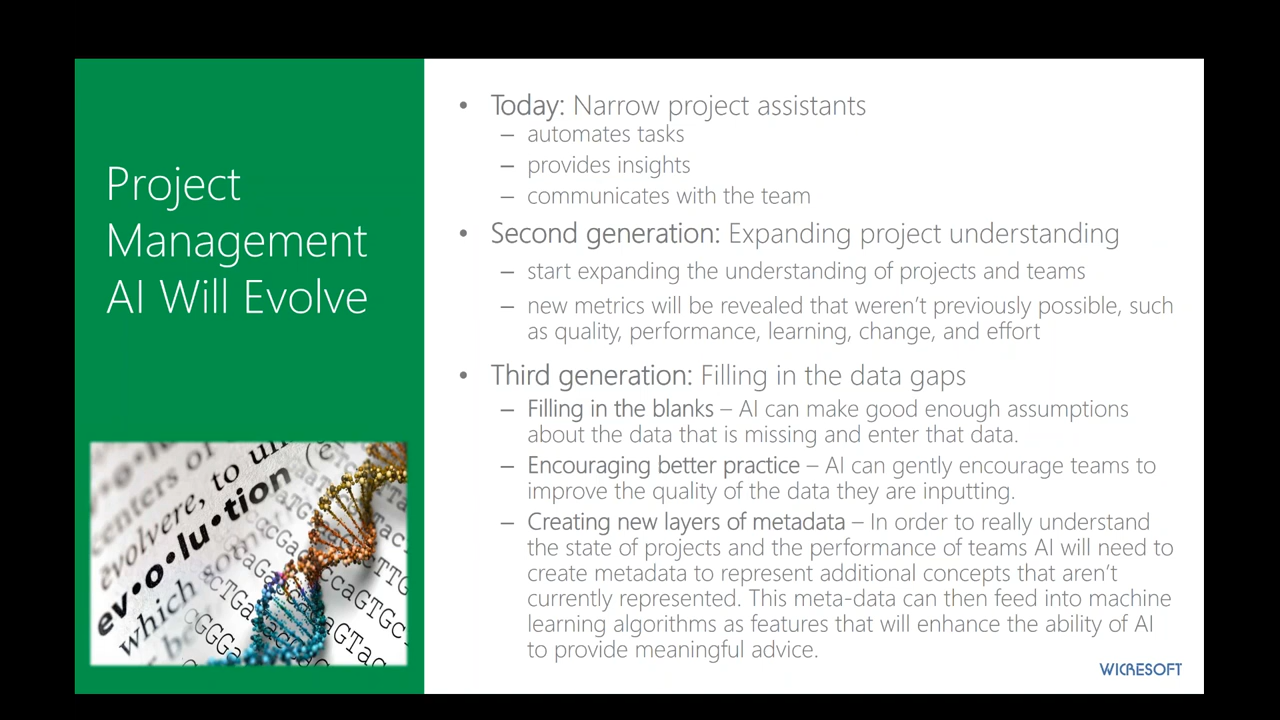 Project
Management
AI Will Evolve
• Today: Narrow project assistants
– automates tasks
– provides insights
– communicates with the team
• Second generation: Expanding project understanding
– start expanding the understanding of projects and teams
– new metrics will be revealed that weren’t previously possible, such
as quality, performance, learning, change, and effort
• Third generation: Filling in the data gaps
– Filling in the blanks – AI can make good enough assumptions
about the data that is missing and enter that data.
– Encouraging better practice – AI can gently encourage teams to
improve the quality of the data they are inputting.
– Creating new layers of metadata – In order to really understand
the state of projects and the performance of teams AI will need to
create metadata to represent additional concepts that aren’t
currently represented. This meta-data can then feed into machine
learning algorithms as features that will enhance the ability of AI
to provide meaningful advice.
centers of
evolvere, to
ev•o•lu•tion
which
WICRESOFT